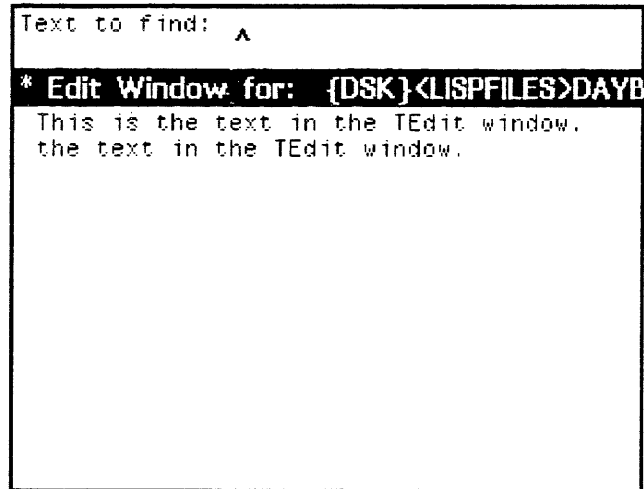 Text to find:
* Edit Window for: {DSK}<LISPFILES>DAYB
This is the text in the TEdit window.
the text in the TEdit window.